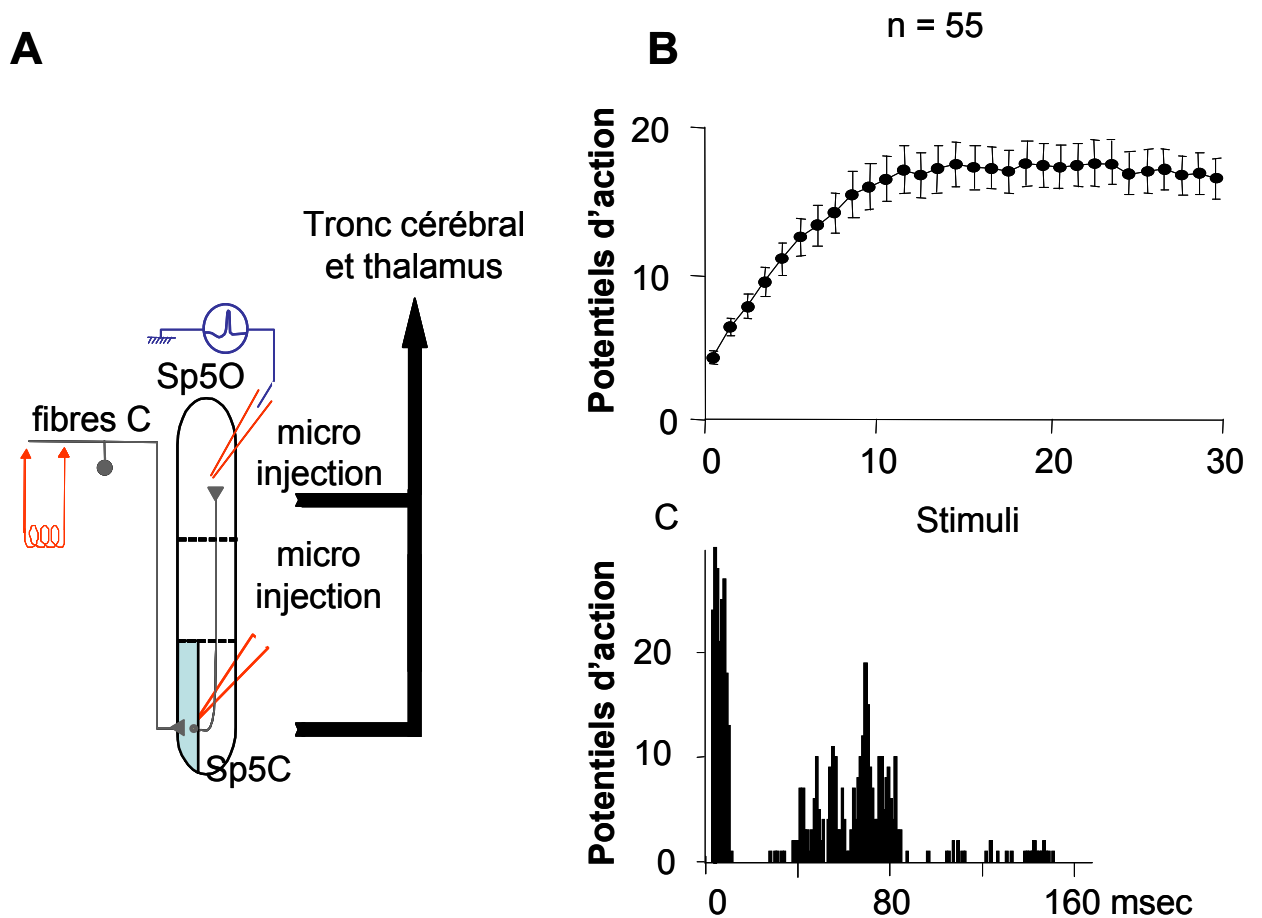 A
Tronc cérébral
et thalamus
Sp5O
fibres C
micro
injection
micro
injection
Sp5C
B
n = 55
Potentiels d’action
20
10
0
0 10 20 30
Stimuli
C
Potentiels d’action
20
10
0
0 80 160 msec